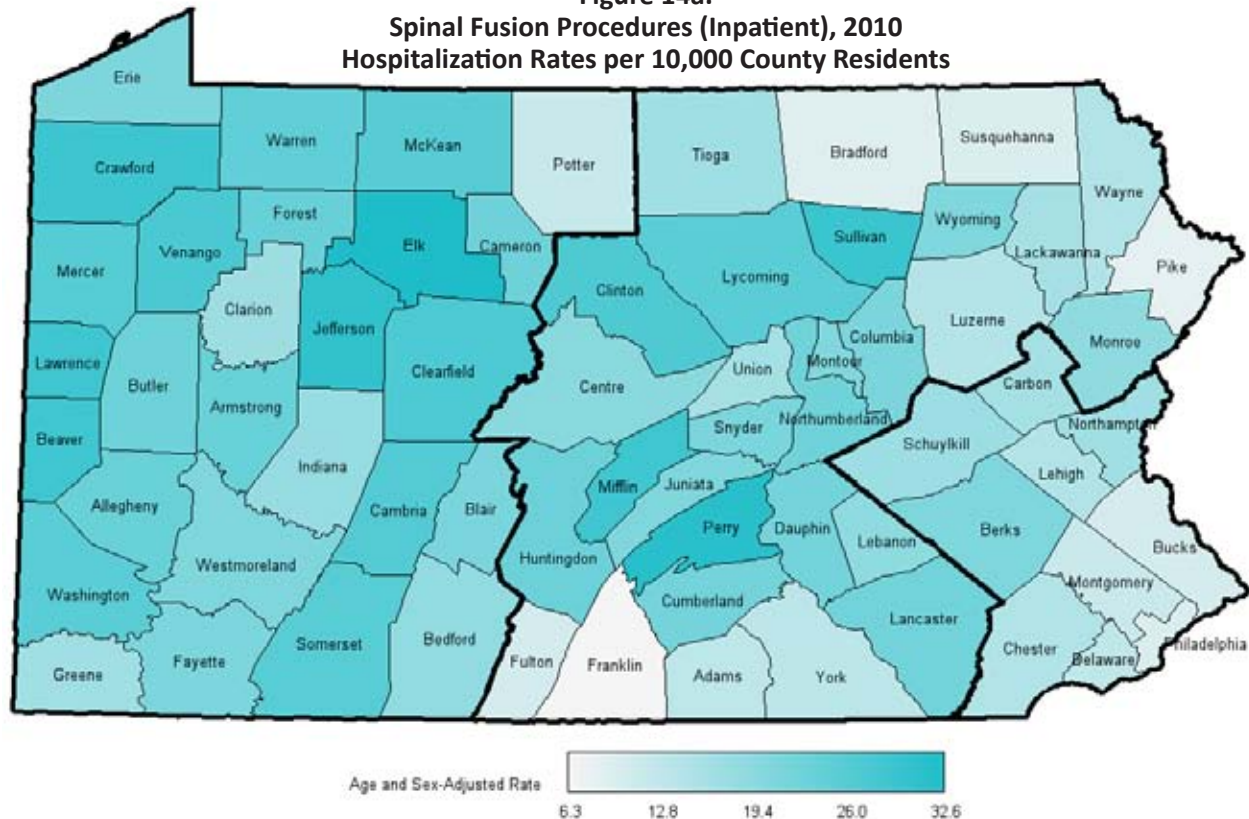 Figure 14a.
Spinal Fusion Procedures (Inpatient), 2010
Hospitalization Rates per 10,000 County Residents
Erie
Warren
McKean
Potter
Tioga
Bradford
Susquehanna
Crawford
Wayne
Forest
Elk
Cameron
Sullivan
Wyoming
Venango
Mercer
Clarion
Jefferson
Clinton
Lycoming
Lackawanna
Pike
Luzerne
Lawrence
Butler
Clearfield
Columbia
Montour
Monroe
Centre
Union
Carbon
Armstrong
Beaver
Indiana
Snyder
Northumberland
Northampton
Schuylkill
Lehigh
Allegheny
Cambria
Blair
Mifflin
Juniata
Perry
Dauphin
Lebanon
Berks
Bucks
Westmoreland
Huntingdon
Washington
Cumberland
Montgomery
Somerset
Bedford
Lancaster
Greene
Fayette
Fulton
Franklin
Adams
York
Chester
Delaware
Philadelphia
Age and Sex-Adjusted Rate
6.3 12.8 19.4 26.0 32.6